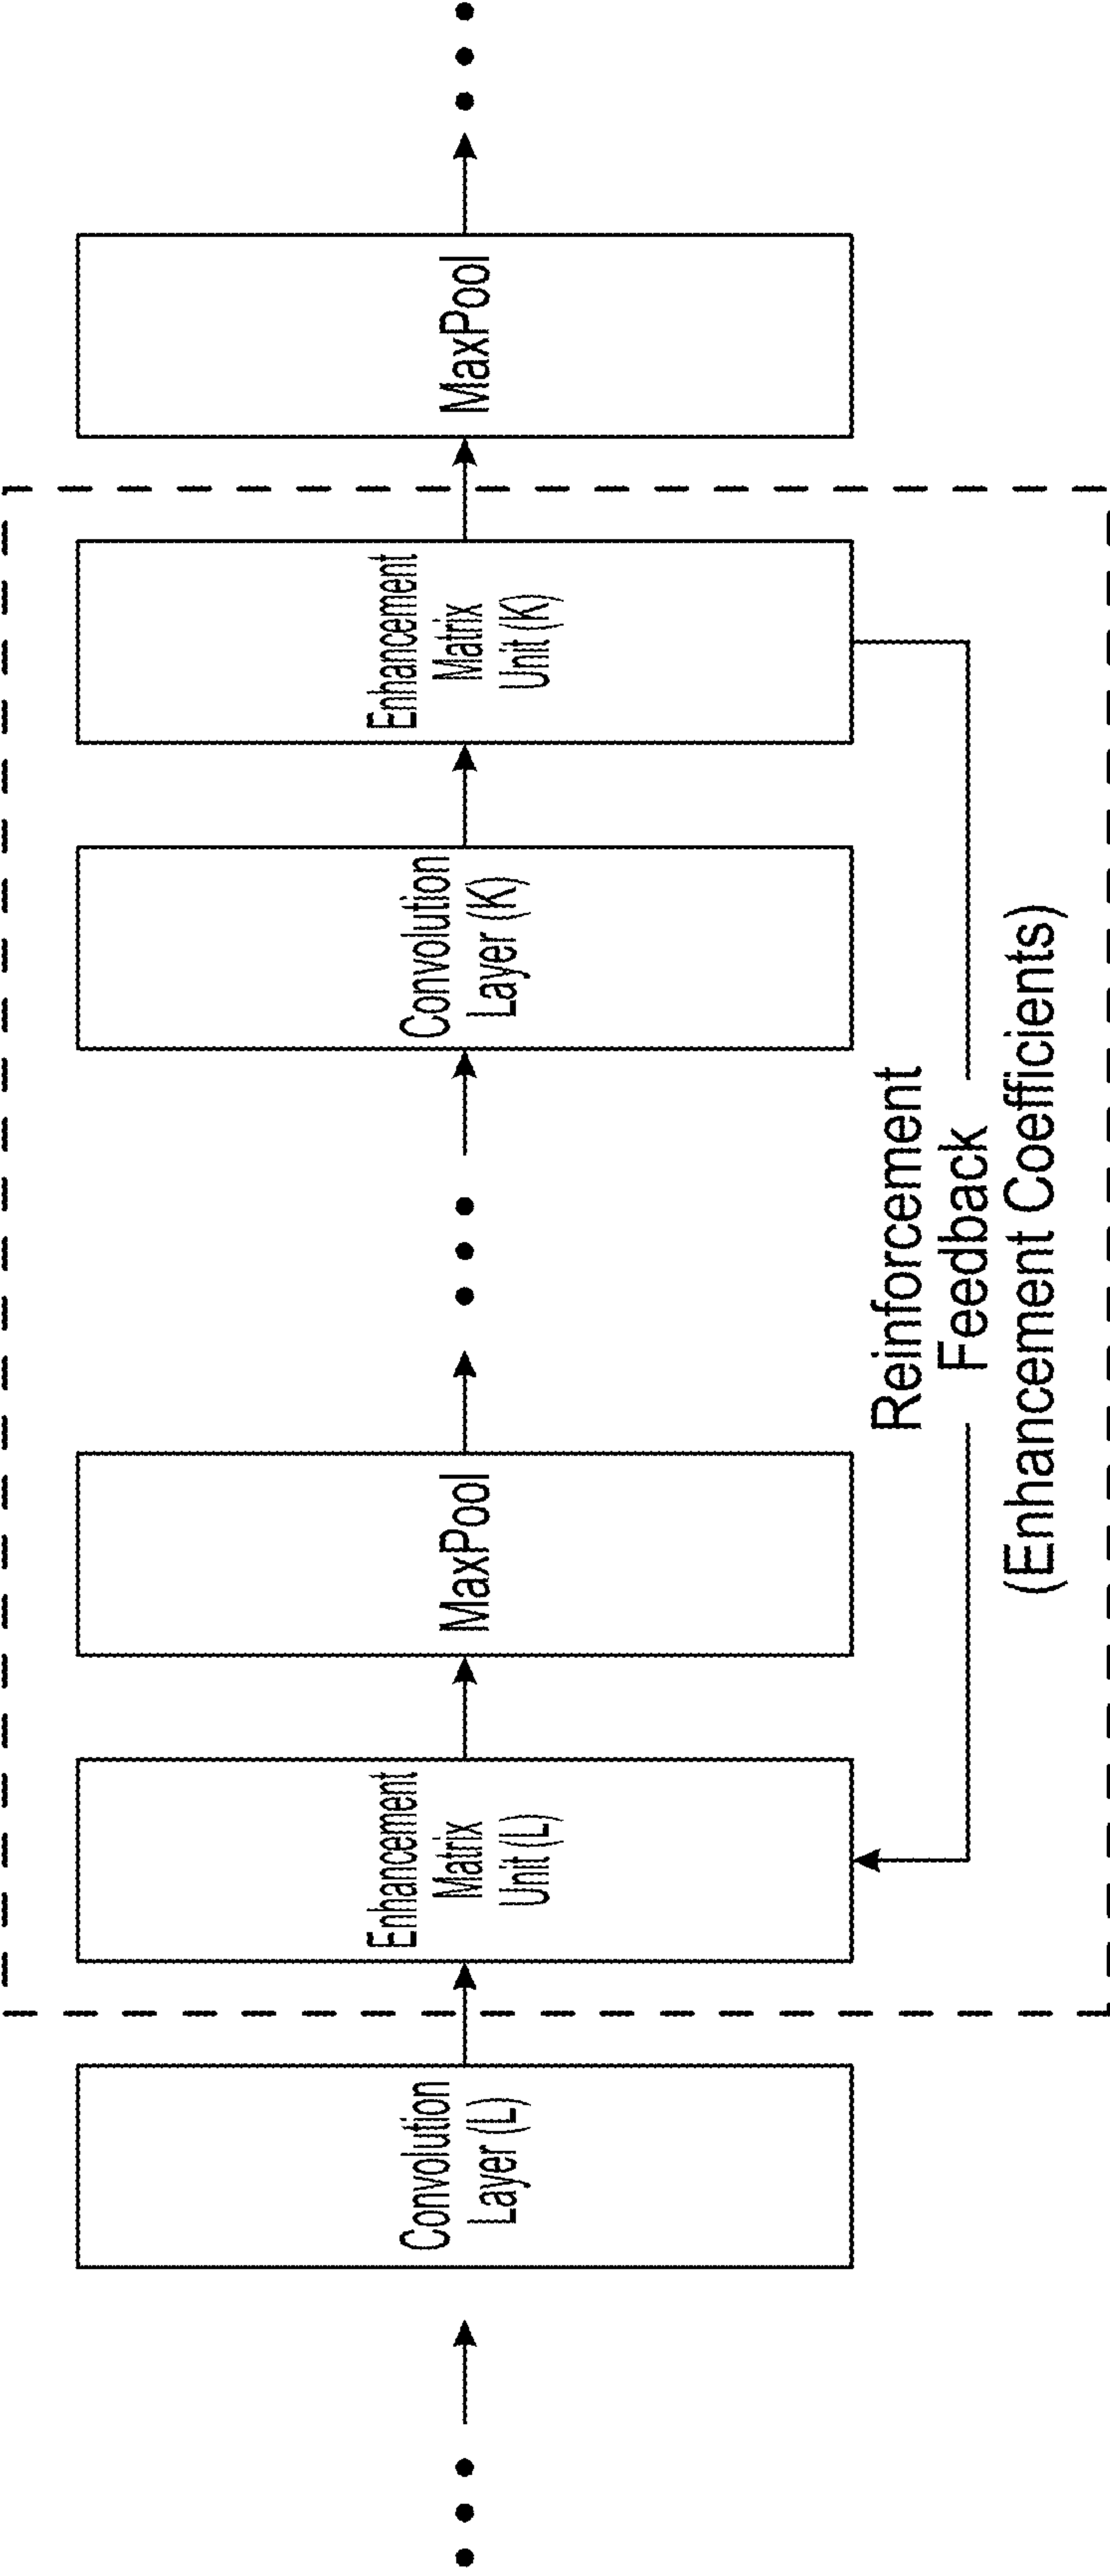 Convolution
Layer (L)
Enhancement
Matrix
Unit (L)
MaxPool
Convolution
Layer (K)
Enhancement
Matrix
Unit (K)
MaxPool
Reinforcement
Feedback
(Enhancement Coefficients)